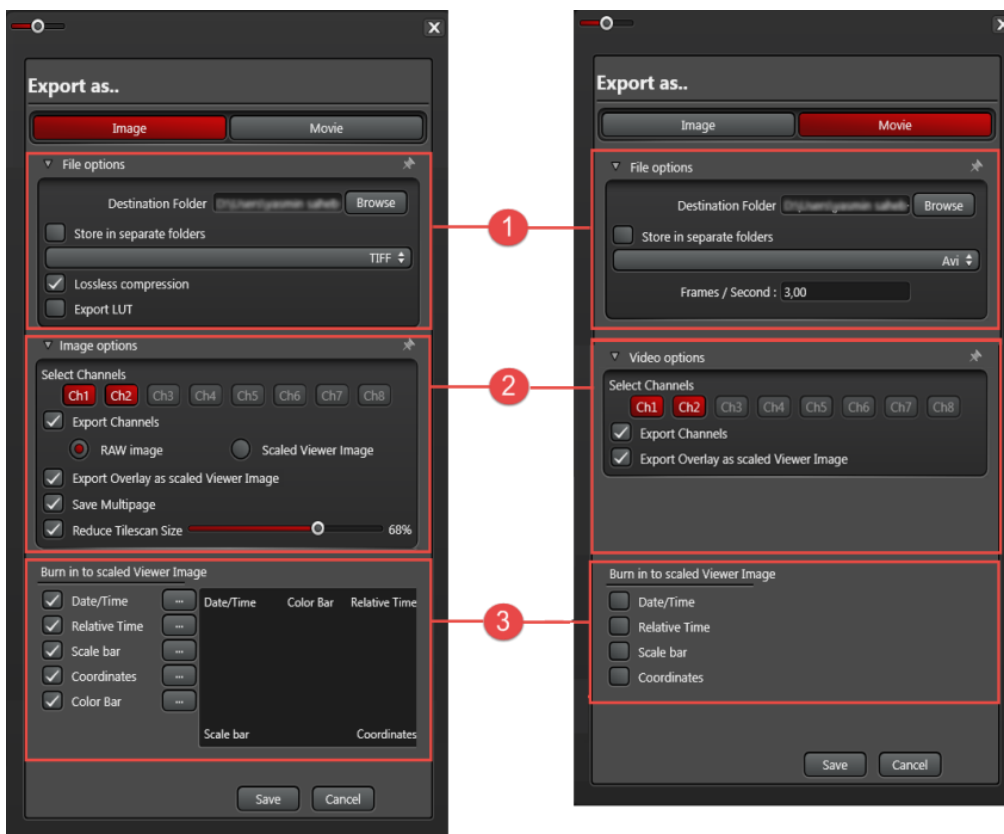 Export as..
Image Movie
File options
Destination Folder Browse
Store in separate folders
TIFF
Lossless compression
Export LUT
Image options
Select Channels
Ch1 Ch2 Ch3 Ch4 Ch5 Ch6 Ch7 Ch8
Export Channels
RAW image Scaled Viewer Image
Export Overlay as scaled Viewer Image
Save Multipage
Reduce Tilescan Size 68%
Burn in to scaled Viewer Image
Date/Time ...
Relative Time ...
Scale bar ...
Coordinates ...
Color Bar ...
Date/Time Color Bar Relative Time
Scale bar Coordinates
Save Cancel
1
2
3
Export as..
Image Movie
File options
Destination Folder Browse
Store in separate folders
Avi
Frames / Second : 3,00
Video options
Select Channels
Ch1 Ch2 Ch3 Ch4 Ch5 Ch6 Ch7 Ch8
Export Channels
Export Overlay as scaled Viewer Image
Burn in to scaled Viewer Image
Date/Time
Relative Time
Scale bar
Coordinates
Save Cancel